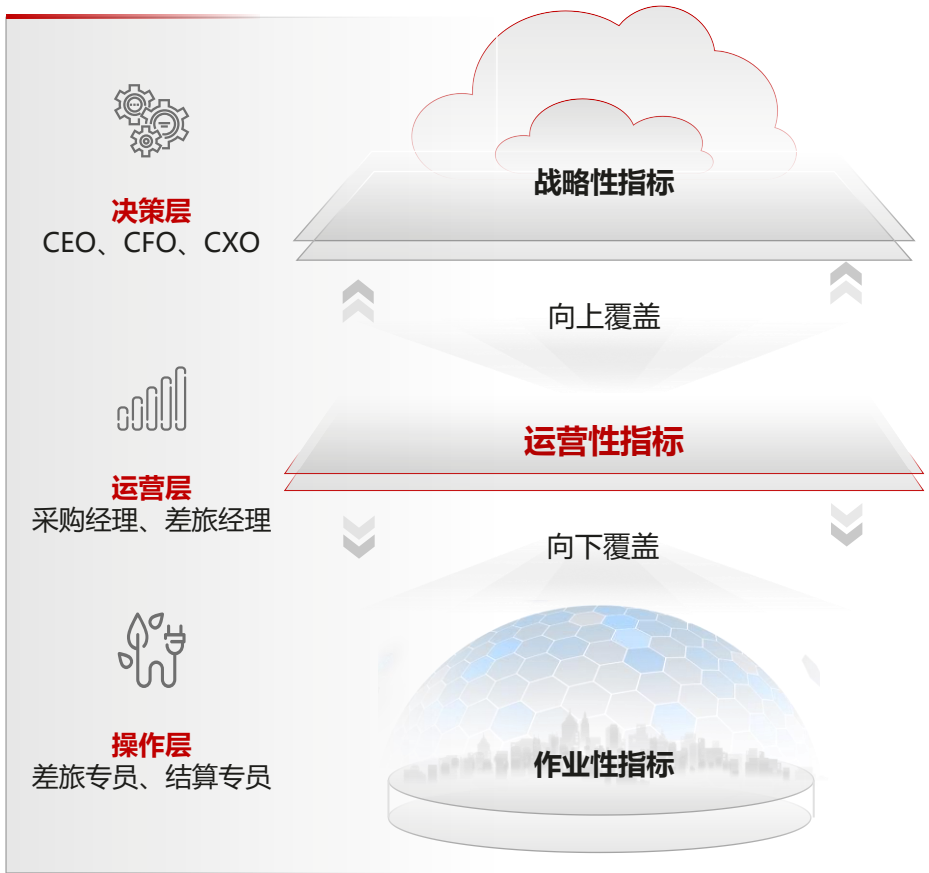 战略性指标
决策层
CEO、CFO、CXO
向上覆盖
运营性指标
运营层
采购经理、差旅经理
向下覆盖
操作层
差旅专员、结算专员
作业性指标